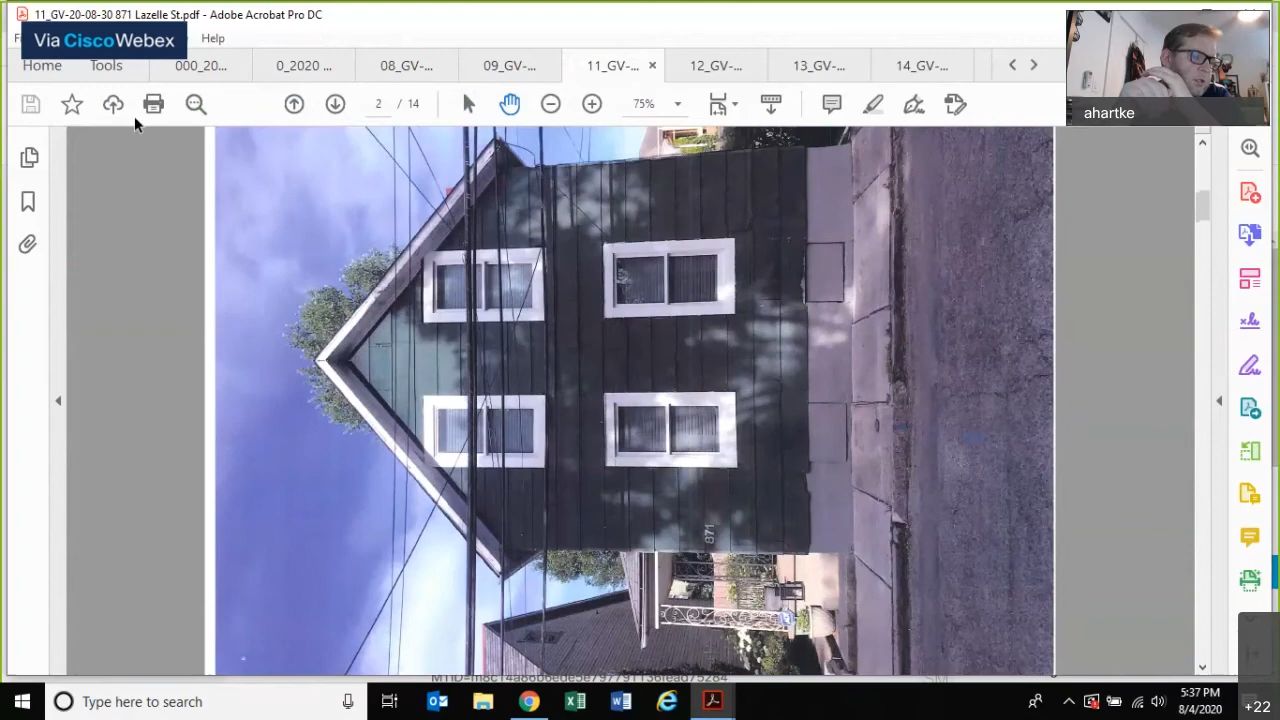 11_GV-20-08-30 871 Lazelle St.pdf - Adobe Acrobat Pro DC
Via Cisco Webex
Help
Home
Tools
000_20...
0_2020 ...
08_GV-...
09_GV-...
11_GV-... ×
12_GV-...
13_GV-...
14_GV-...
2 / 14
75%
ahartke
871
Type here to search
5:37 PM
8/4/2020
+22